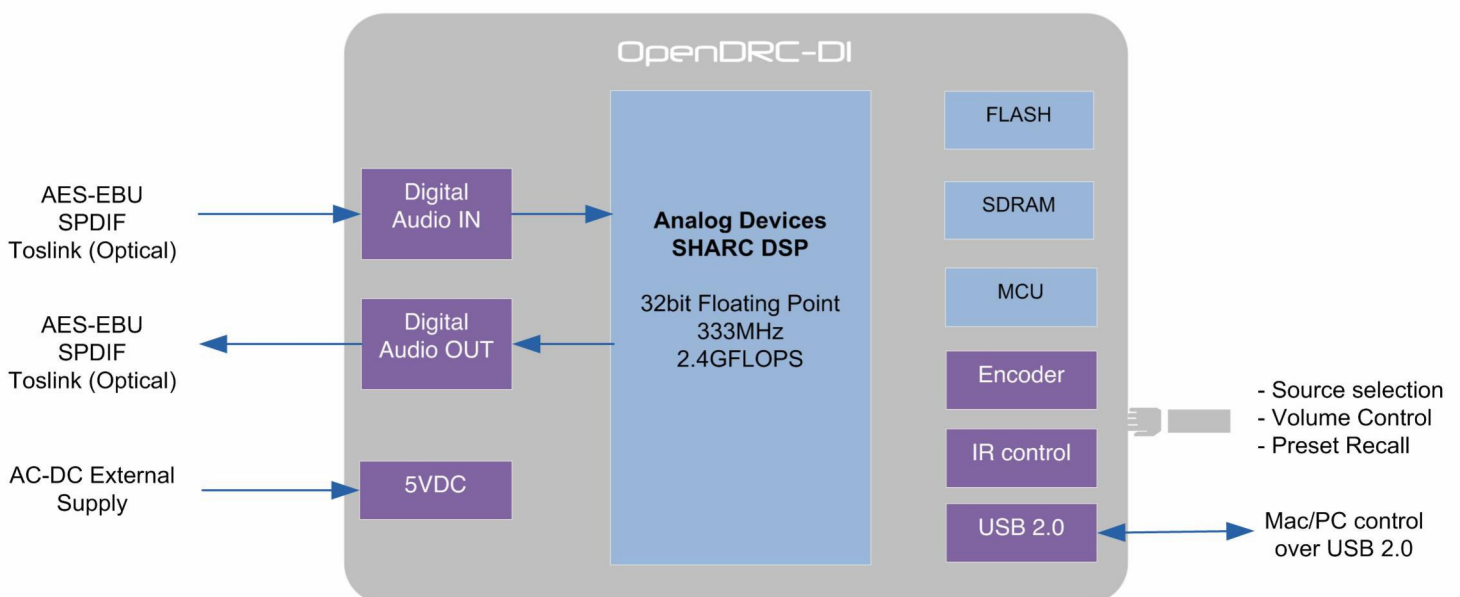 OpenDRC-DI
AES-EBU
SPDIF
Toslink (Optical)
Digital
Audio IN
AES-EBU
SPDIF
Toslink (Optical)
Digital
Audio OUT
AC-DC External
Supply
5VDC
Analog Devices
SHARC DSP
32bit Floating Point
333MHz
2.4GFLOPS
FLASH
SDRAM
MCU
Encoder
IR control
USB 2.0
- Source selection
- Volume Control
- Preset Recall
Mac/PC control
over USB 2.0